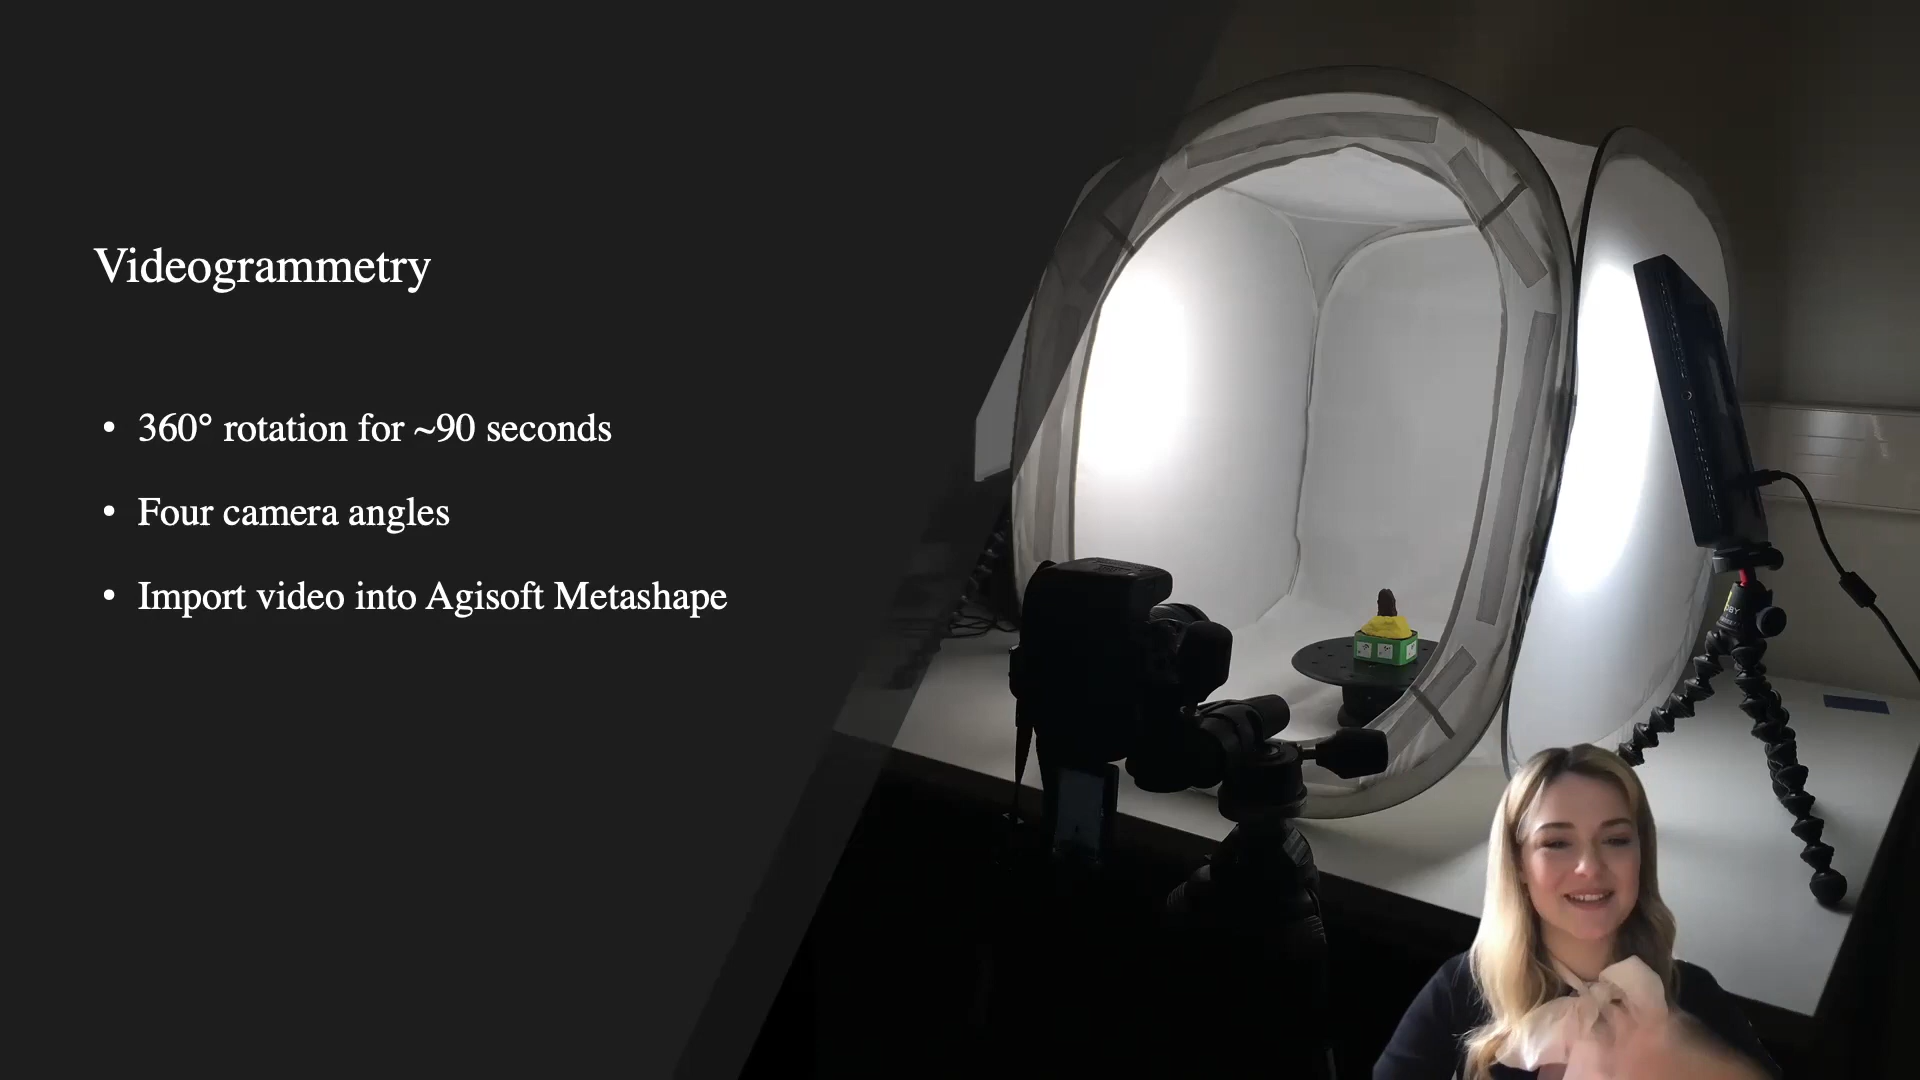 Videogrammetry
• 360° rotation for ~90 seconds
• Four camera angles
• Import video into Agisoft Metashape